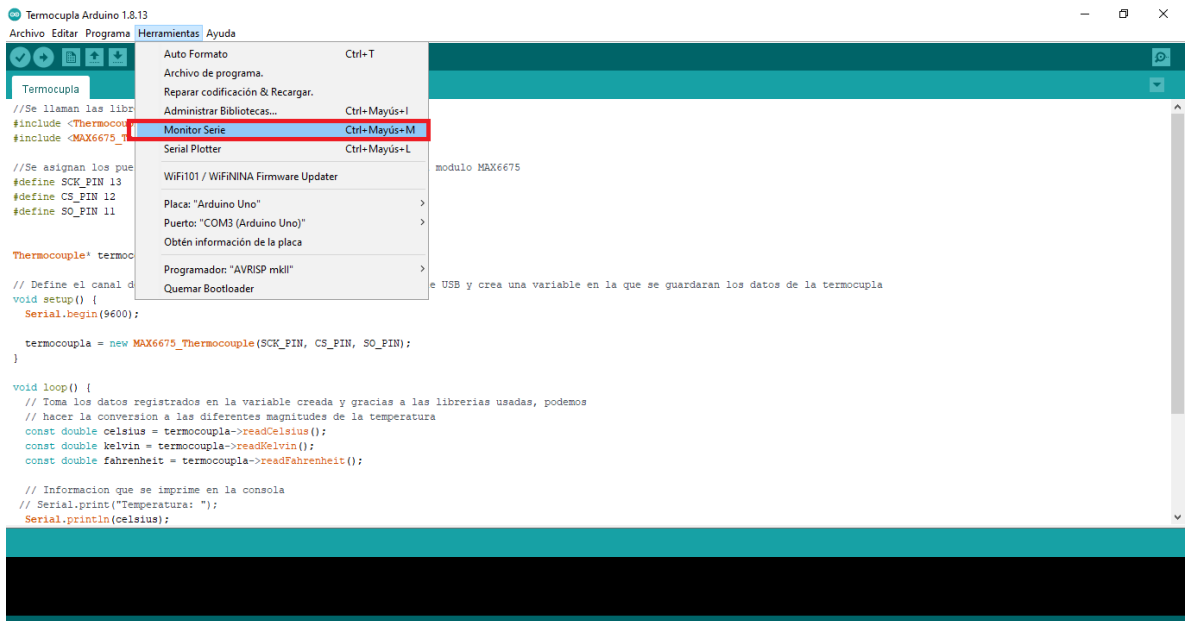 Termocupla Arduino 1.8.13
Archivo Editar Programa Herramientas Ayuda
Auto Formato Ctrl+T
Archivo de programa.
Reparar codificación & Recargar.
Administrar Bibliotecas... Ctrl+Mayús+I
Monitor Serie Ctrl+Mayús+M
Serial Plotter Ctrl+Mayús+L
WiFi101 / WiFiNINA Firmware Updater
Placa: "Arduino Uno"
Puerto: "COM3 (Arduino Uno)"
Obtén información de la placa
Programador: "AVRISP mkII"
Quemar Bootloader
Termocupla
//Se llaman las libr
#include <Thermocoup
#include <MAX6675_T
//Se asignan los pue modulo MAX6675
#define SCK_PIN 13
#define CS_PIN 12
#define SO_PIN 11
Thermocouple* termoc
// Define el canal d e USB y crea una variable en la que se guardaran los datos de la termocupla
void setup() {
Serial.begin(9600);
termocoupla = new MAX6675_Thermocouple(SCK_PIN, CS_PIN, SO_PIN);
}
void loop() {
// Toma los datos registrados en la variable creada y gracias a las librerias usadas, podemos
// hacer la conversion a las diferentes magnitudes de la temperatura
const double celsius = termocoupla->readCelsius();
const double kelvin = termocoupla->readKelvin();
const double fahrenheit = termocoupla->readFahrenheit();
// Informacion que se imprime en la consola
// Serial.print("Temperatura: ");
Serial.println(celsius);